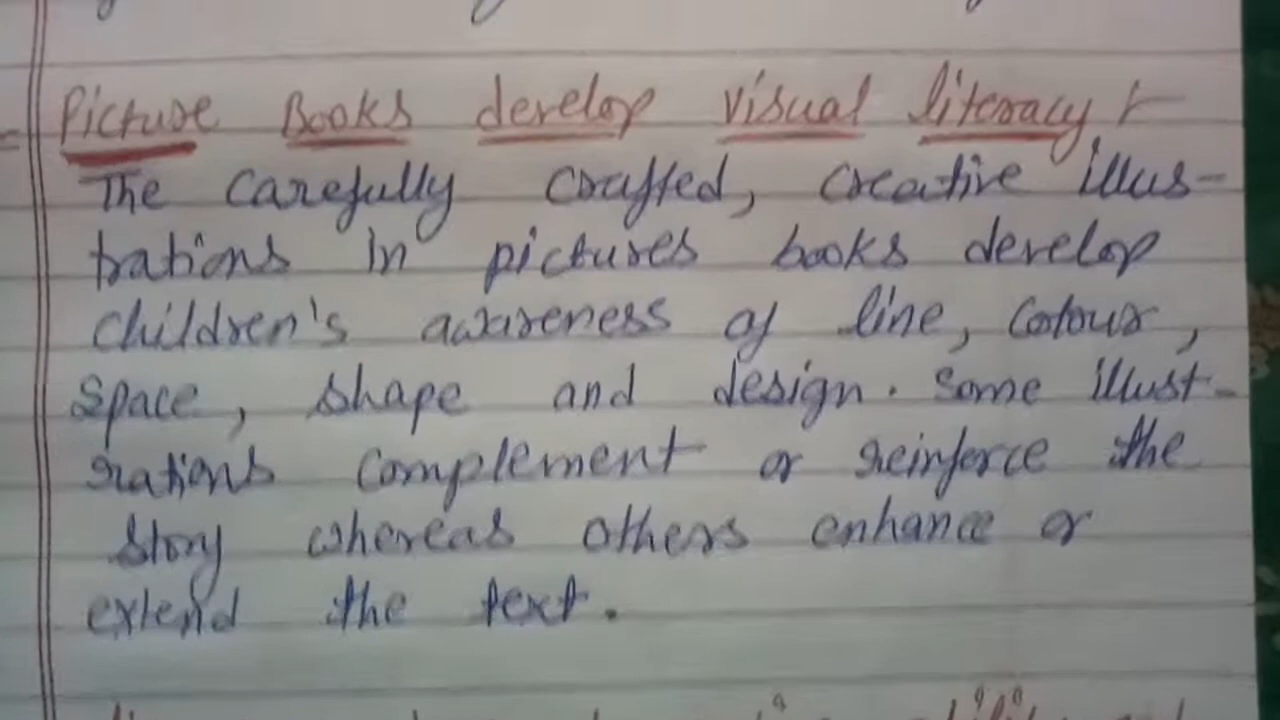 Picture Books develop visual literacy :-
The carefully crafted, creative illus-
trations in pictures books develop
children's awareness of line, colour,
space, shape and design. Some illust-
rations complement or reinforce the
story whereas others enhance or
extend the text.